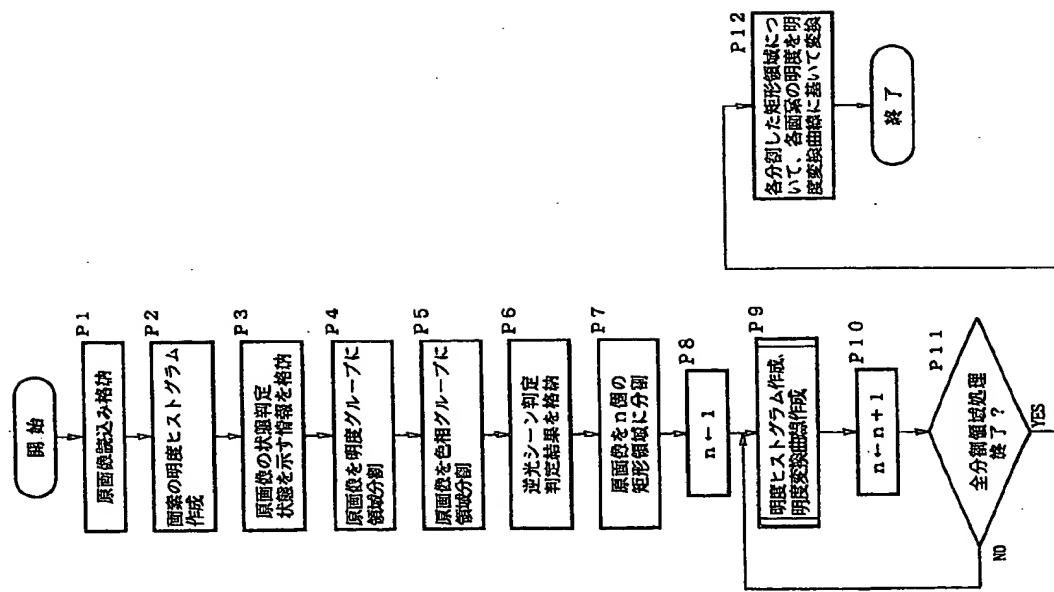 開始
P1
原画像読込み格納
P2
画素の明度ヒストグラム
作成
P3
原画像の状態判定
状態を示す情報を格納
P4
原画像を明度グループに
領域分割
P5
原画像を色相グループに
領域分割
P6
逆光シーン判定
判定結果を格納
P7
原画像をn個の
矩形領域に分割
P8
n←1
P9
明度ヒストグラム作成、
明度変換曲線作成
P10
n←n+1
P11
全分割領域処理
終了?
NO
YES
P12
各分割した矩形領域につ
いて、各画素の明度を明
度変換曲線に基いて変換
終了